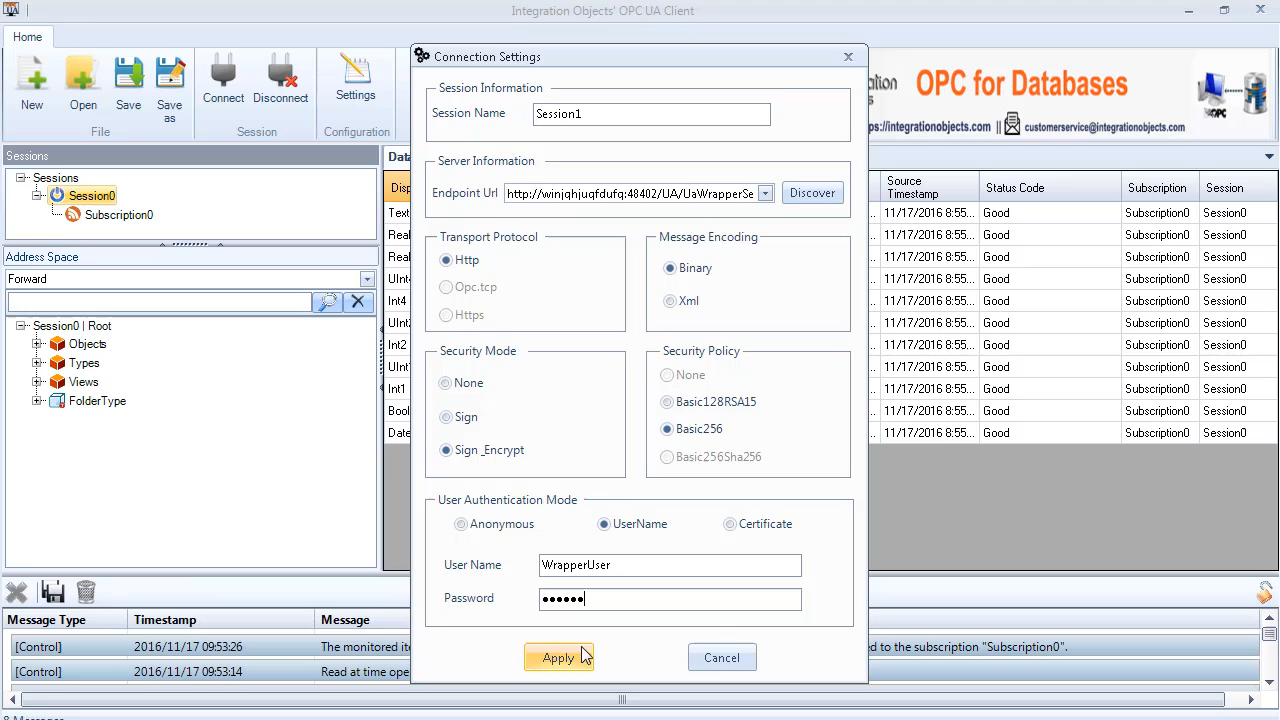 Integration Objects' OPC UA Client
Home
New
Open
Save
Save as
Connect
Disconnect
Settings
File
Session
Configuration
OPC for Databases
https://integrationobjects.com || customerservice@integrationobjects.com
Sessions
Sessions
Session0
Subscription0
Address Space
Forward
Session0 | Root
Objects
Types
Views
FolderType
Connection Settings
Session Information
Session Name Session1
Server Information
Endpoint Url Discover
Transport Protocol
Http
Opc.tcp
Https
Message Encoding
Binary
Xml
Security Mode
None
Sign
Sign _Encrypt
Security Policy
None
Basic128RSA15
Basic256
Basic256Sha256
User Authentication Mode
Anonymous UserName Certificate
User Name WrapperUser
Password ●●●●●●
Apply Cancel
Source Timestamp Status Code Subscription Session
11/17/2016 8:55... Good Subscription0 Session0
11/17/2016 8:55... Good Subscription0 Session0
11/17/2016 8:55... Good Subscription0 Session0
11/17/2016 8:55... Good Subscription0 Session0
11/17/2016 8:55... Good Subscription0 Session0
11/17/2016 8:55... Good Subscription0 Session0
11/17/2016 8:55... Good Subscription0 Session0
11/17/2016 8:55... Good Subscription0 Session0
11/17/2016 8:55... Good Subscription0 Session0
11/17/2016 8:55... Good Subscription0 Session0
11/17/2016 8:55... Good Subscription0 Session0
Message Type Timestamp Message
[Control] 2016/11/17 09:53:26 The monitored ite ed to the subscription "Subscription0".
[Control] 2016/11/17 09:53:14 Read at time ope